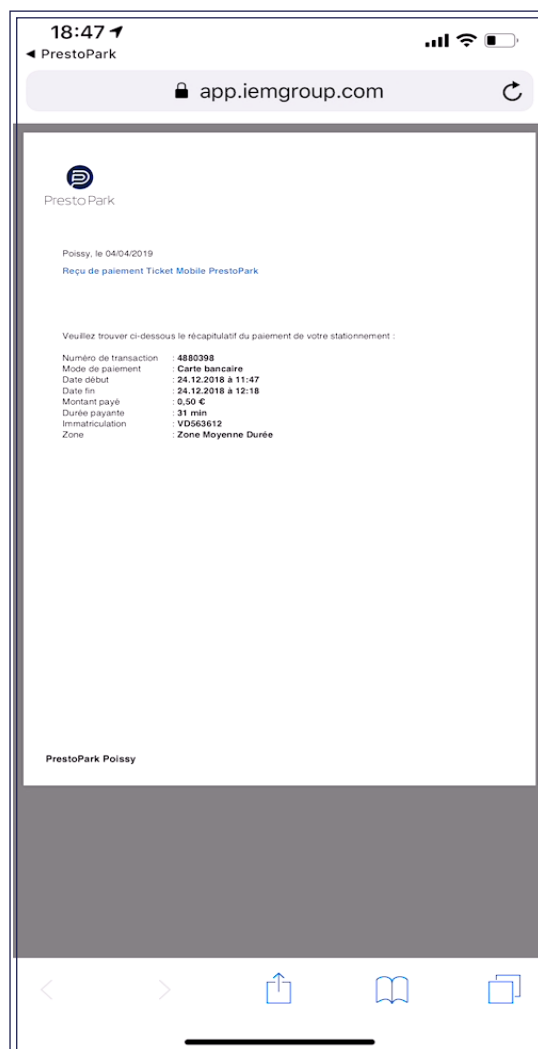 18:47
PrestoPark
app.iemgroup.com
PrestoPark
Poissy, le 04/04/2019
Reçu de paiement Ticket Mobile PrestoPark
Veuillez trouver ci-dessous le récapitulatif du paiement de votre stationnement :
Numéro de transaction : 4880398
Mode de paiement : Carte bancaire
Date début : 24.12.2018 à 11:47
Date fin : 24.12.2018 à 12:18
Montant payé : 0,50 €
Durée payante : 31 min
Immatriculation : VD563612
Zone : Zone Moyenne Durée
PrestoPark Poissy